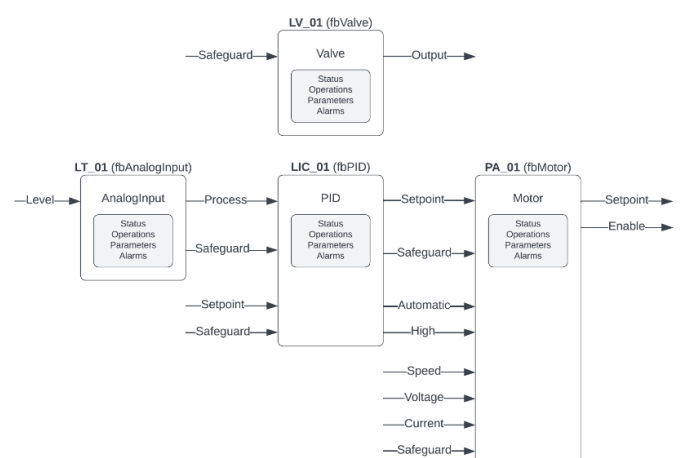 LV_01 (fbValve)
Safeguard
Valve
Output
Status
Operations
Parameters
Alarms
LT_01 (fbAnalogInput)
LIC_01 (fbPID)
PA_01 (fbMotor)
Level
AnalogInput
Process
PID
Setpoint
Motor
Setpoint
Status
Operations
Parameters
Alarms
Status
Operations
Parameters
Alarms
Status
Operations
Parameters
Alarms
Enable
Safeguard
Safeguard
Setpoint
Automatic
Safeguard
High
Speed
Voltage
Current
Safeguard